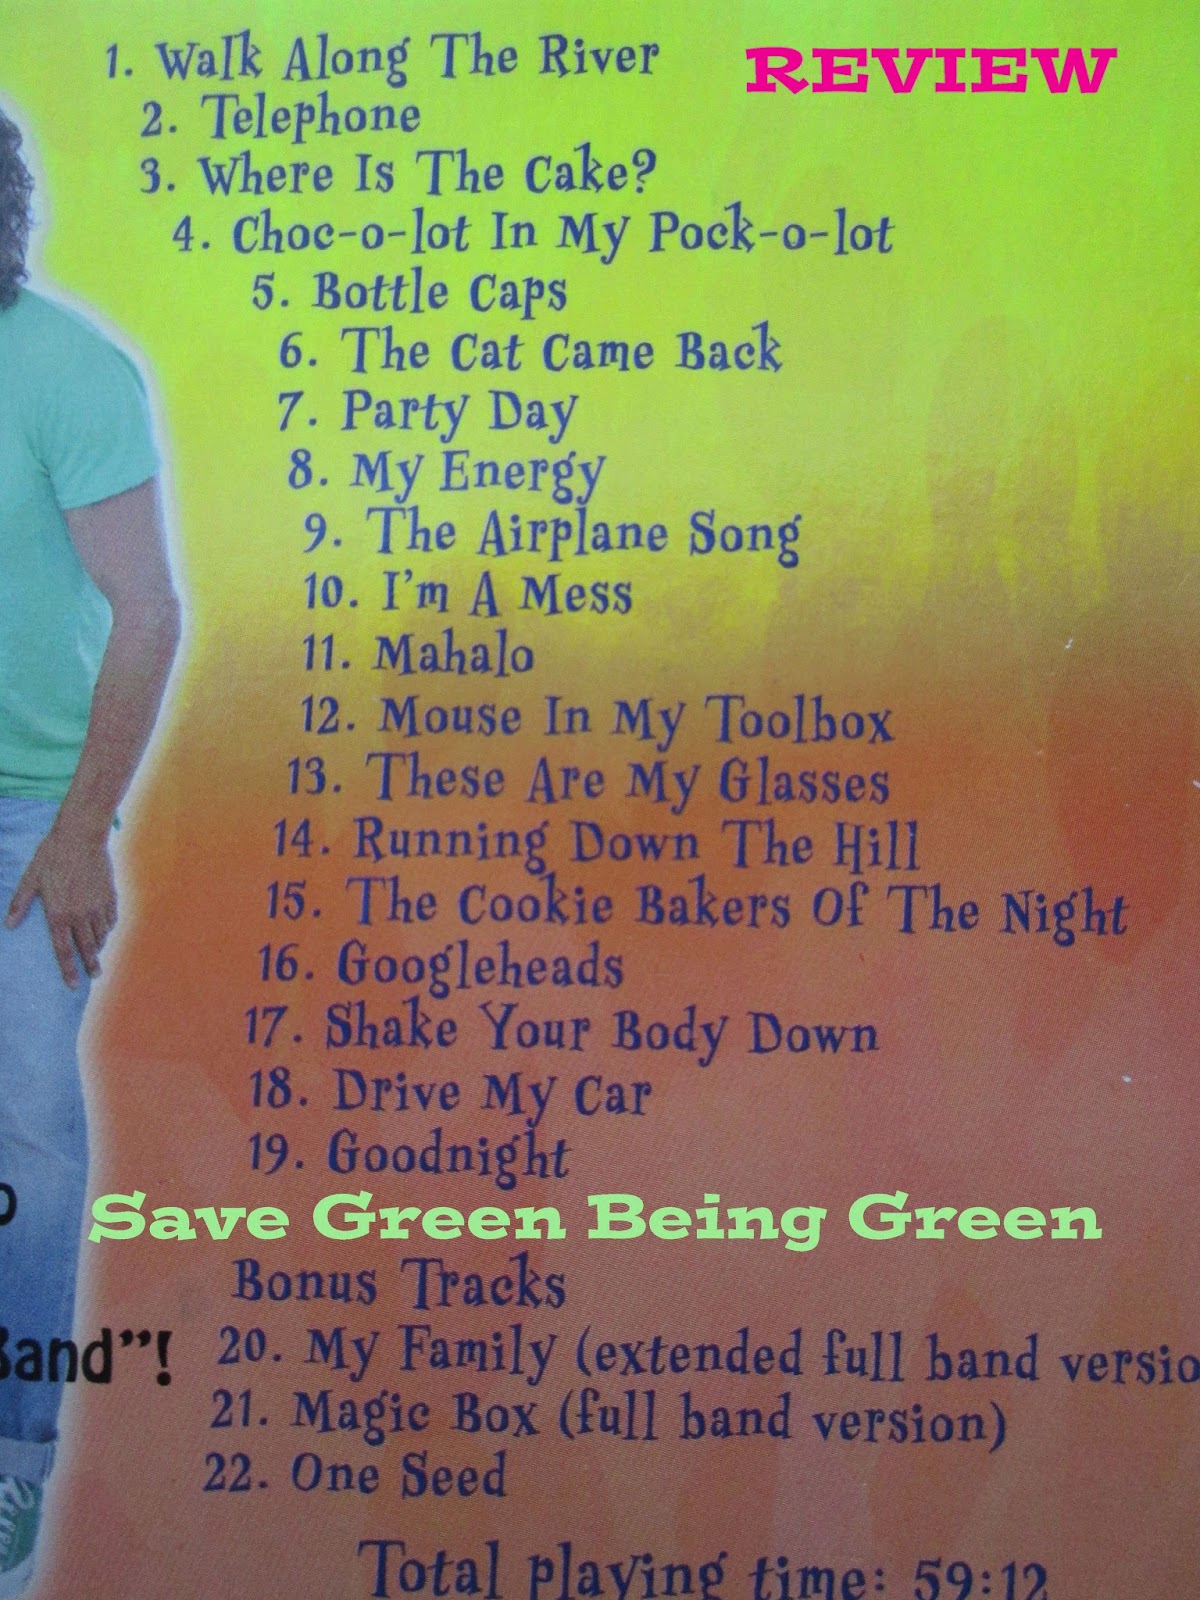 1. Walk Along The River
REVIEW
2. Telephone
3. Where Is The Cake?
4. Choc-o-lot In My Pock-o-lot
5. Bottle Caps
6. The Cat Came Back
7. Party Day
8. My Energy
9. The Airplane Song
10. I'm A Mess
11. Mahalo
12. Mouse In My Toolbox
13. These Are My Glasses
14. Running Down The Hill
15. The Cookie Bakers Of The Night
16. Googleheads
17. Shake Your Body Down
18. Drive My Car
19. Goodnight
Save Green Being Green
Bonus Tracks
20. My Family (extended full band versio
Band"!
21. Magic Box (full band version)
22. One Seed
Total playing time: 59:12